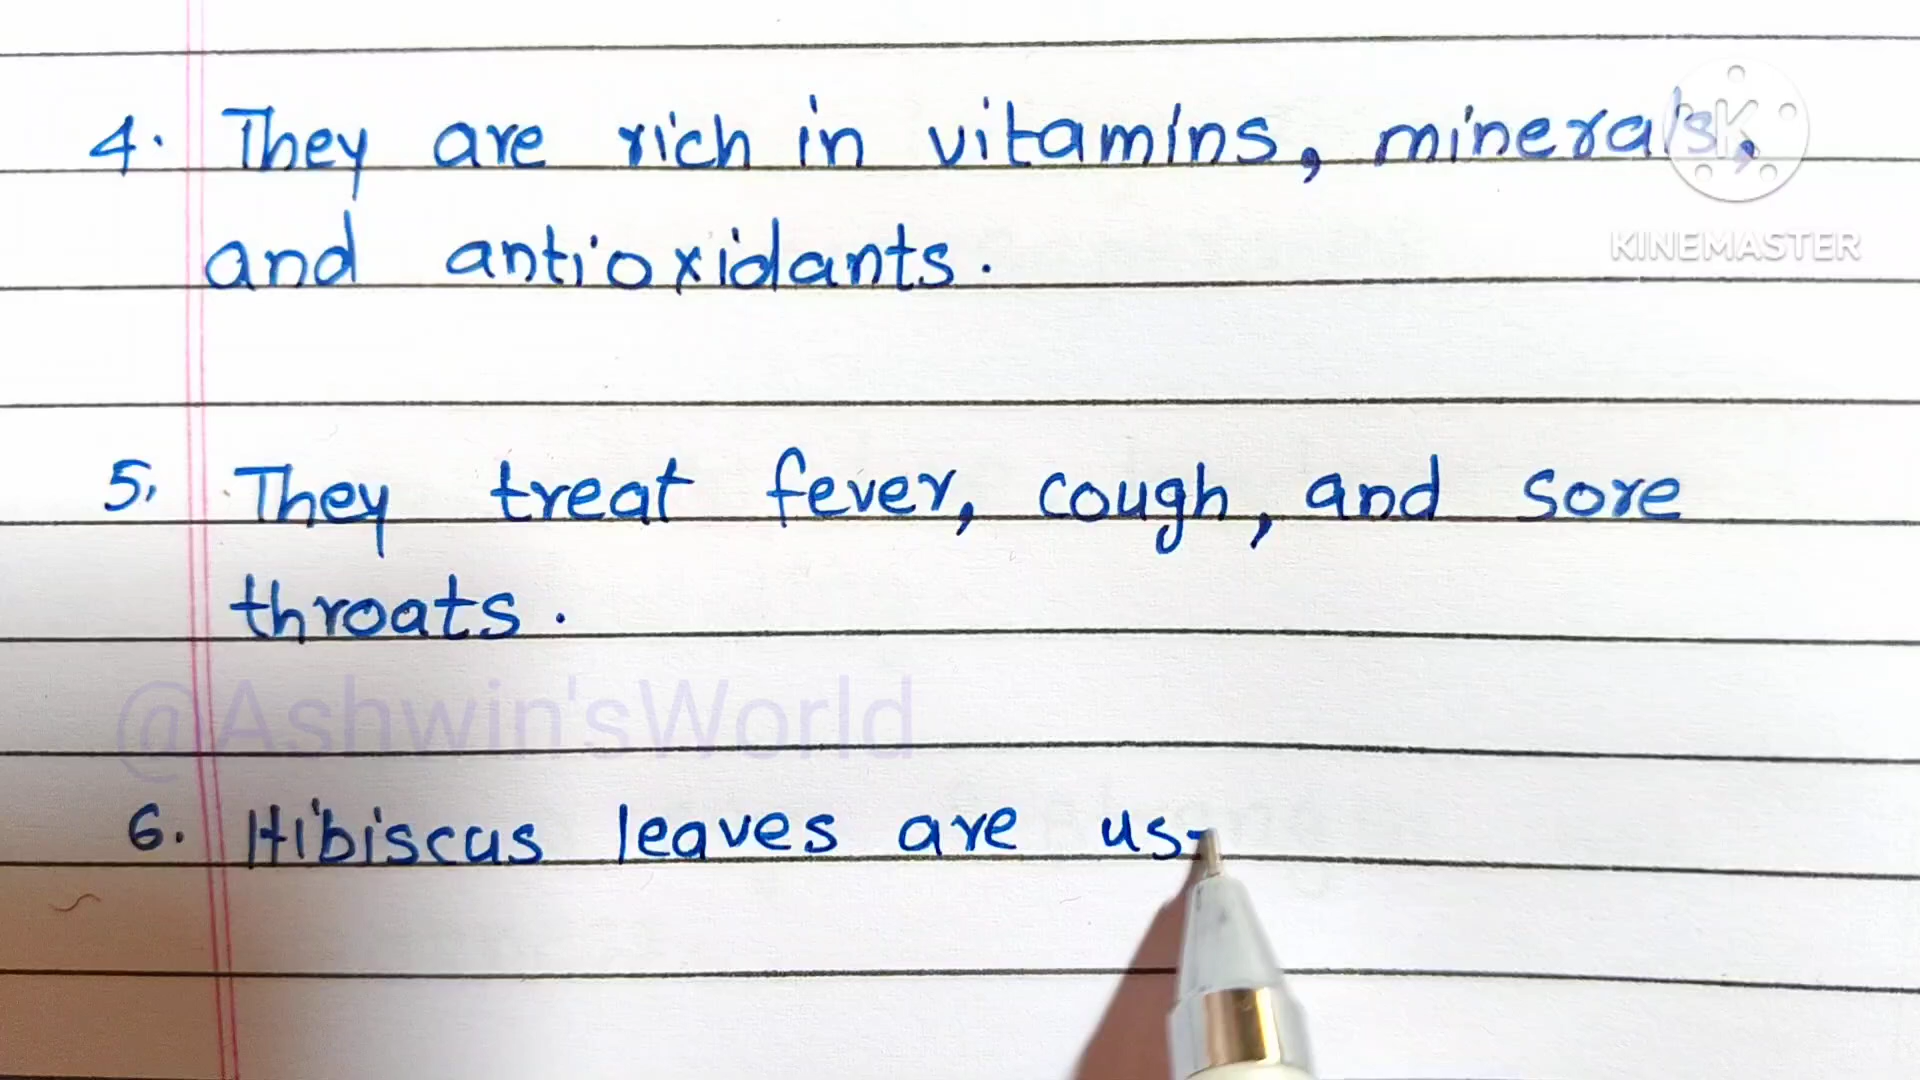 4. They are rich in vitamins, minerals,
KINEMASTER
and antioxidants.
5. They treat fever, cough, and sore
throats.
@Ashwin'sWorld
6. Hibiscus leaves are us